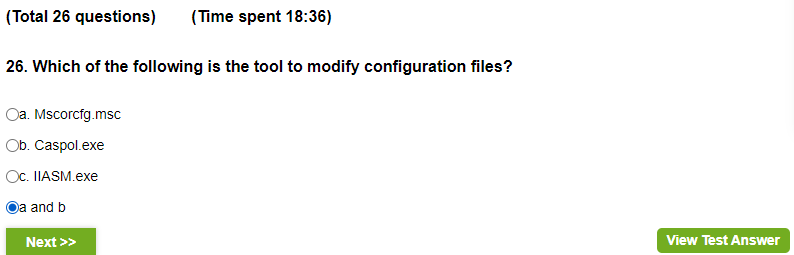 (Total 26 questions) (Time spent 18:36)
26. Which of the following is the tool to modify configuration files?
a. Mscorcfg.msc
b. Caspol.exe
c. IIASM.exe
a and b
Next >> View Test Answer